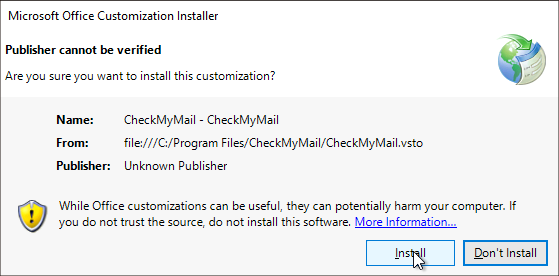 Microsoft Office Customization Installer
Publisher cannot be verified
Are you sure you want to install this customization?
Name: CheckMyMail - CheckMyMail
From: file:///C:/Program Files/CheckMyMail/CheckMyMail.vsto
Publisher: Unknown Publisher
While Office customizations can be useful, they can potentially harm your computer. If
you do not trust the source, do not install this software. More Information...
Install Don't Install